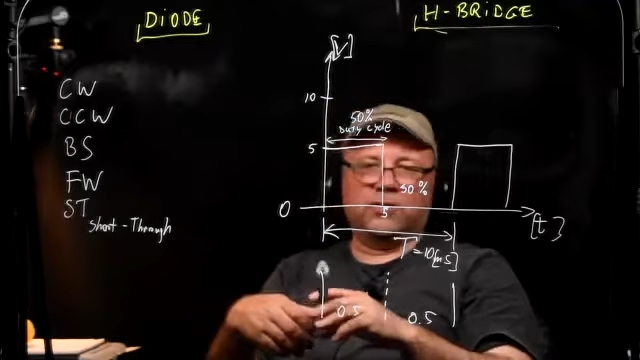 DIODE
H-BRIDGE
CW
CCW
BS
FW
ST
Short-Through
[V]
10
50%
Duty cycle
5
50%
0
5
[t]
T=10[ms]
0.5
0.5